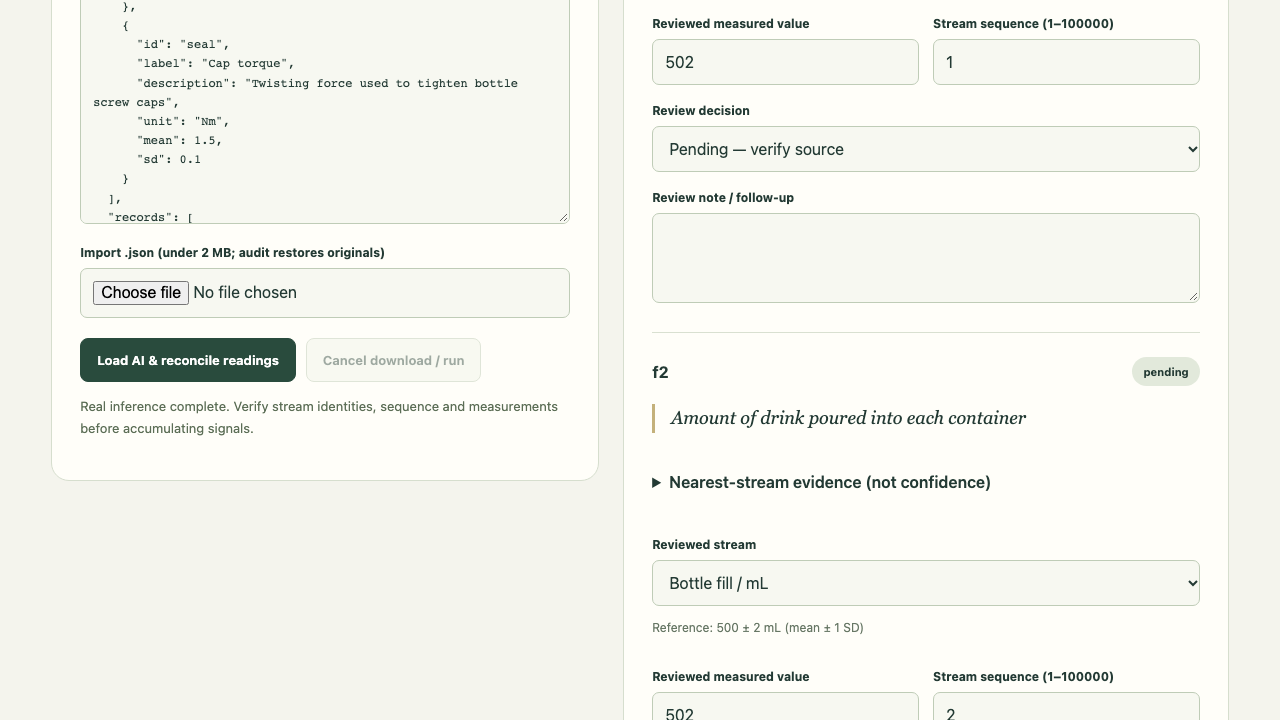 },
{
"id": "seal",
"label": "Cap torque",
"description": "Twisting force used to tighten bottle
screw caps",
"unit": "Nm",
"mean": 1.5,
"sd": 0.1
}
],
"records": [
Import .json (under 2 MB; audit restores originals)
Choose file No file chosen
Load AI & reconcile readings
Cancel download / run
Real inference complete. Verify stream identities, sequence and measurements
before accumulating signals.
Reviewed measured value
Stream sequence (1–100000)
502
1
Review decision
Pending — verify source
Review note / follow-up
f2
pending
Amount of drink poured into each container
Nearest-stream evidence (not confidence)
Reviewed stream
Bottle fill / mL
Reference: 500 ± 2 mL (mean ± 1 SD)
Reviewed measured value
Stream sequence (1–100000)
502
2